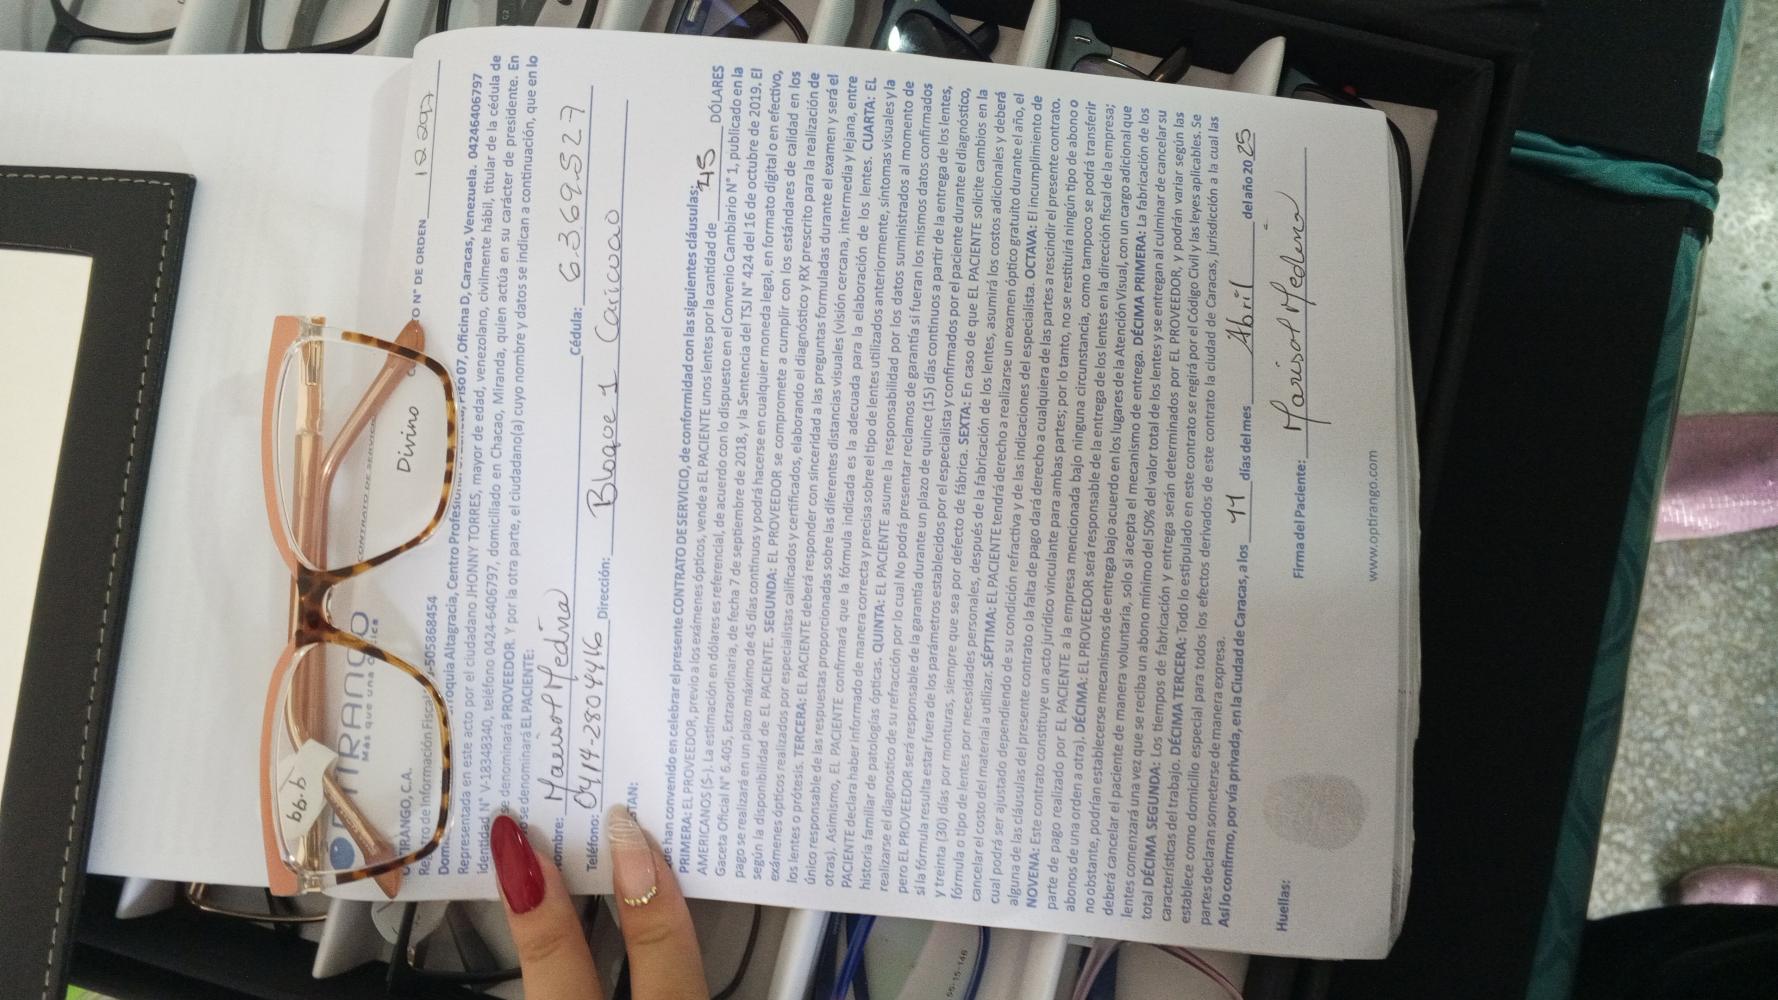 66.5
OPTIRANGO
Más que una óptica
CONTRATO DE SERVICIO
Divino
O N° DE ORDEN 12297
OPTIRANGO, C.A.
Registro de Información Fiscal: J-505868454
Parroquia Altagracia, Centro Profesional Piso 07, Oficina D, Caracas, Venezuela. 04246406797
Representada en este acto por el ciudadano JHONNY TORRES, mayor de edad, venezolano, civilmente hábil, titular de la cédula de
Identidad N° V-18348340, teléfono 0424-6406797, domiciliado en Chacao, Miranda, quien actúa en su carácter de presidente. En
se denominará PROVEEDOR. Y por la otra parte, el ciudadano(a) cuyo nombre y datos se indican a continuación, que en lo
se denominará EL PACIENTE:
Nombre: Marisol Medina Cédula: 6.369.527
Teléfono: 0414-2804416 Dirección: Bloque 1 Caricuao
que han convenido en celebrar el presente CONTRATO DE SERVICIO, de conformidad con las siguientes cláusulas:
PRIMERA: EL PROVEEDOR, previo a los exámenes ópticos, vende a EL PACIENTE unos lentes por la cantidad de 45 DÓLARES
AMERICANOS ($-). La estimación en dólares es referencial, de acuerdo con lo dispuesto en el Convenio Cambiario N° 1, publicado en la
Gaceta Oficial N° 6.405, Extraordinaria, de fecha 7 de septiembre de 2018, y la Sentencia del TSJ N° 424 del 16 de octubre de 2019. El
pago se realizará en un plazo máximo de 45 días continuos y podrá hacerse en cualquier moneda legal, en formato digital o en efectivo,
según la disponibilidad de EL PACIENTE. SEGUNDA: EL PROVEEDOR se compromete a cumplir con los estándares de calidad en los
exámenes ópticos realizados por especialistas calificados y certificados, elaborando el diagnóstico y RX prescrito para la realización de
los lentes o prótesis. TERCERA: EL PACIENTE deberá responder con sinceridad a las preguntas formuladas durante el examen y será el
único responsable de las respuestas proporcionadas sobre las diferentes distancias visuales (visión cercana, intermedia y lejana, entre
otras). Asimismo, EL PACIENTE confirmará que la fórmula indicada es la adecuada para la elaboración de los lentes. CUARTA: EL
PACIENTE declara haber informado de manera correcta y precisa sobre el tipo de lentes utilizados anteriormente, síntomas visuales y la
historia familiar de patologías ópticas. QUINTA: EL PACIENTE asume la responsabilidad por los datos suministrados al momento de
realizarse el diagnostico de su refracción por lo cual No podrá presentar reclamos de garantía si fueran los mismos datos confirmados
pero EL PROVEEDOR será responsable de la garantía durante un plazo de quince (15) días continuos a partir de la entrega de los lentes,
si la fórmula resulta estar fuera de los parámetros establecidos por el especialista y confirmados por el paciente durante el diagnóstico,
y treinta (30) días por monturas, siempre que sea por defecto de fábrica. SEXTA: En caso de que EL PACIENTE solicite cambios en la
fórmula o tipo de lentes por necesidades personales, después de la fabricación de los lentes, asumirá los costos adicionales y deberá
cancelar el costo del material a utilizar. SÉPTIMA: EL PACIENTE tendrá derecho a realizarse un examen óptico gratuito durante el año, el
cual podrá ser ajustado dependiendo de su condición refractiva y de las indicaciones del especialista. OCTAVA: El incumplimiento de
alguna de las cláusulas del presente contrato o la falta de pago dará derecho a cualquiera de las partes a rescindir el presente contrato.
NOVENA: Este contrato constituye un acto jurídico vinculante para ambas partes; por lo tanto, no se restituirá ningún tipo de abono o
parte de pago realizado por EL PACIENTE a la empresa mencionada bajo ninguna circunstancia, como tampoco se podrá transferir
abonos de una orden a otra). DÉCIMA: EL PROVEEDOR será responsable de la entrega de los lentes en la dirección fiscal de la empresa;
no obstante, podrían establecerse mecanismos de entrega bajo acuerdo en los lugares de la Atención Visual, con un cargo adicional que
deberá cancelar el paciente de manera voluntaria, solo si acepta el mecanismo de entrega. DÉCIMA PRIMERA: La fabricación de los
lentes comenzará una vez que se reciba un abono mínimo del 50% del valor total de los lentes y se entregan al culminar de cancelar su
total DÉCIMA SEGUNDA: Los tiempos de fabricación y entrega serán determinados por EL PROVEEDOR, y podrán variar según las
características del trabajo. DÉCIMA TERCERA: Todo lo estipulado en este contrato se regirá por el Código Civil y las leyes aplicables. Se
establece como domicilio especial para todos los efectos derivados de este contrato la ciudad de Caracas, jurisdicción a la cual las
partes declaran someterse de manera expresa.
Así lo confirmo, por vía privada, en la Ciudad de Caracas, a los 11 días del mes Abril del año 2025
Huellas: Firma del Paciente: Marisol Medina
www.optirango.com
55-15-146